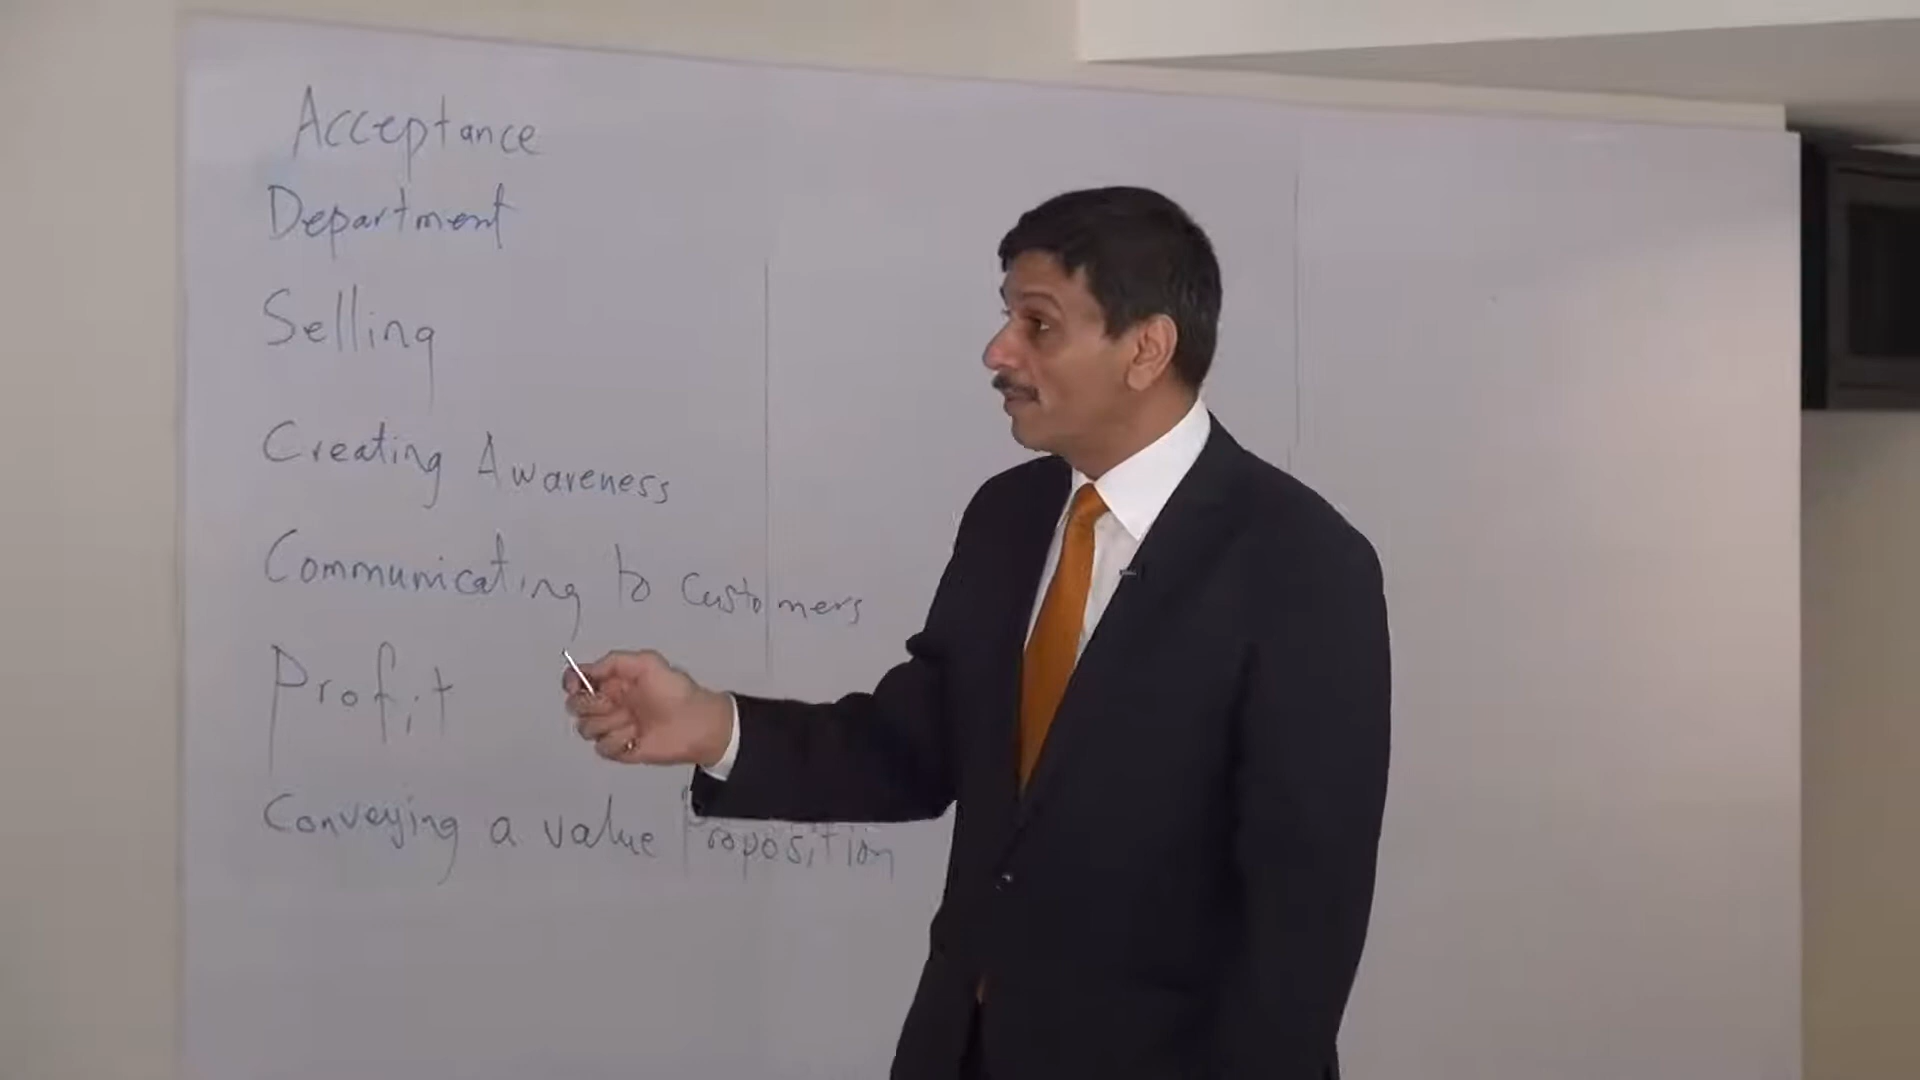 Acceptance
Department
Selling
Creating Awareness
Communicating to customers
Profit
Conveying a value Proposition